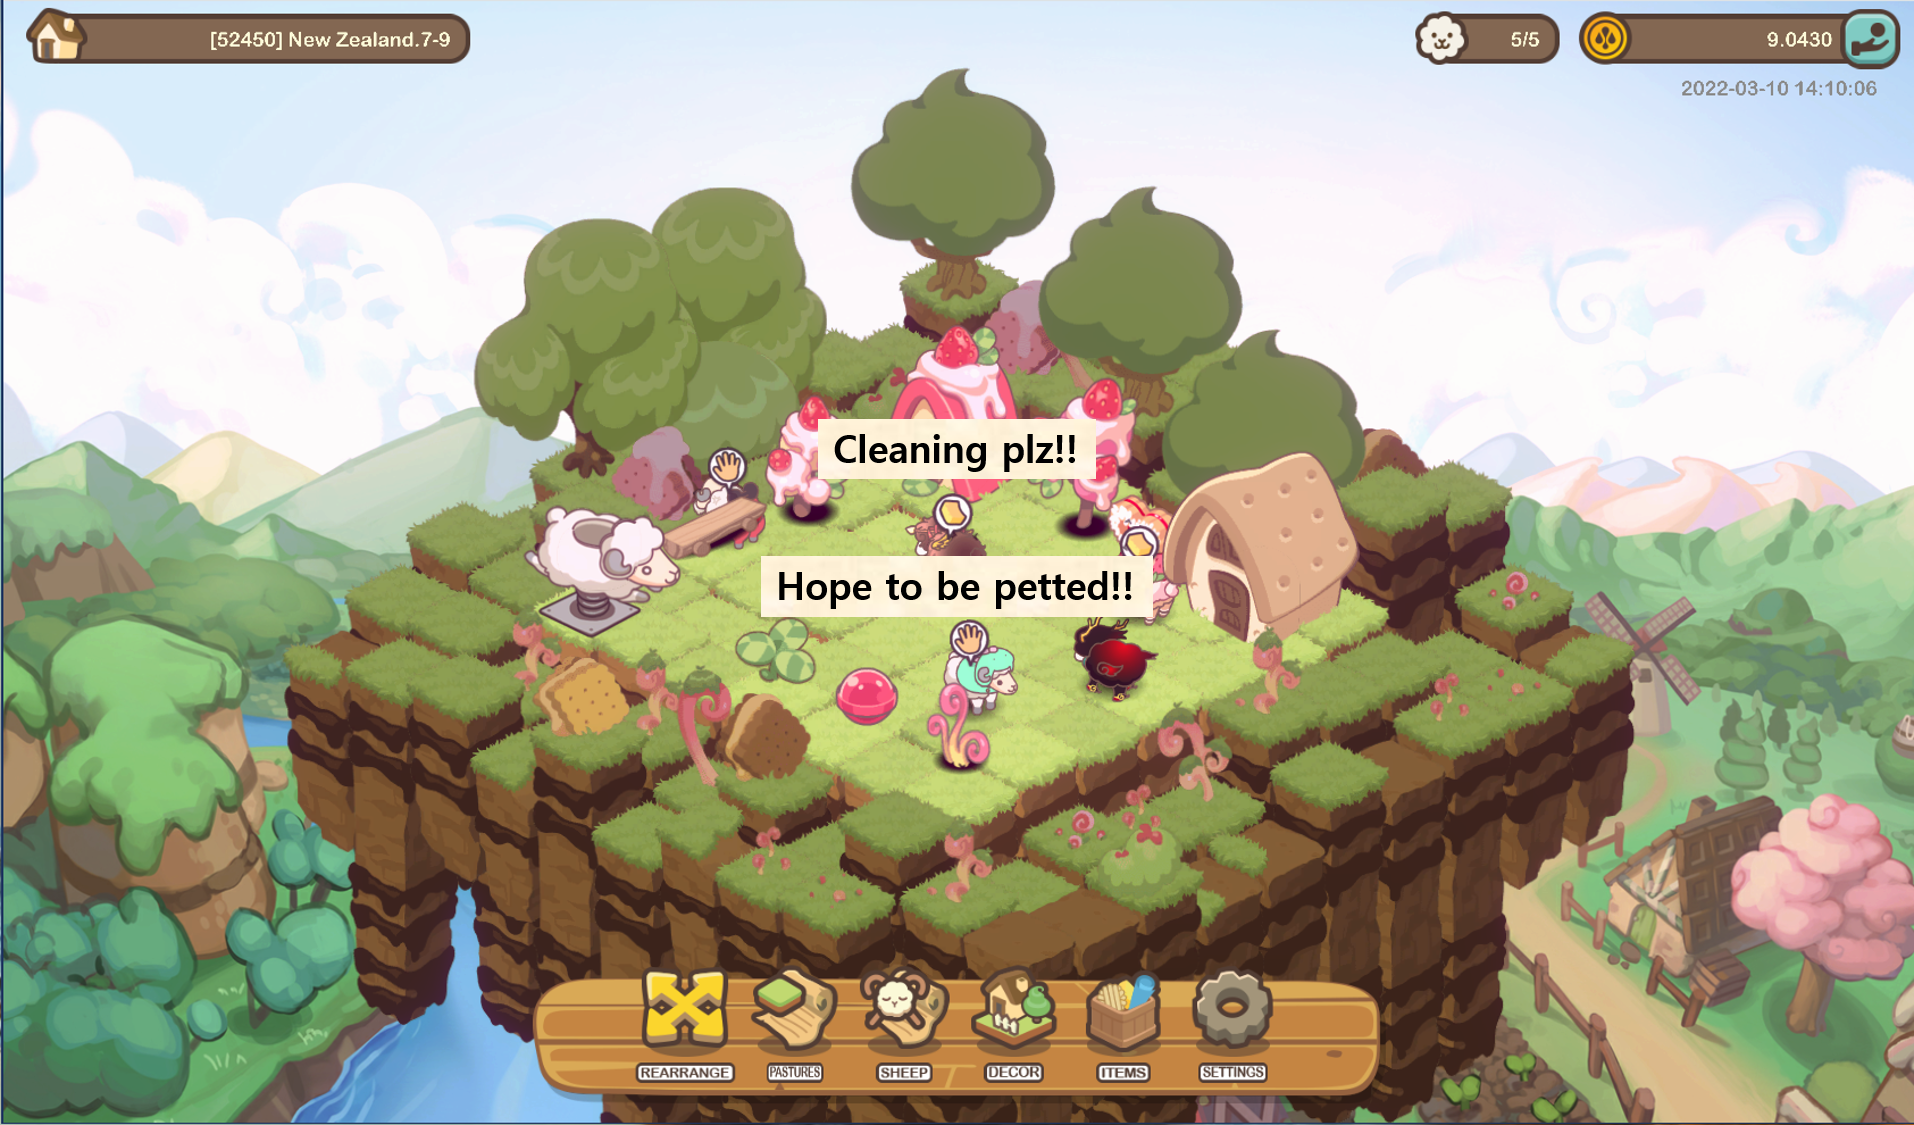 [52450] New Zealand.7-9
5/5
9.0430
2022-03-10 14:10:06
Cleaning plz!!
Hope to be petted!!
REARRANGE
PASTURES
SHEEP
DECOR
ITEMS
SETTINGS